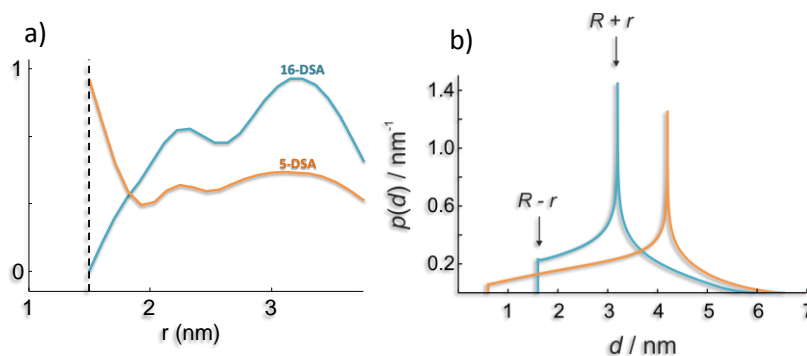 a)
1
16-DSA
5-DSA
0
1
2
3
r (nm)
b)
R + r
1.4
R - r
1.0
0.6
0.2
p(d) / nm⁻¹
1
2
3
4
5
6
7
d / nm